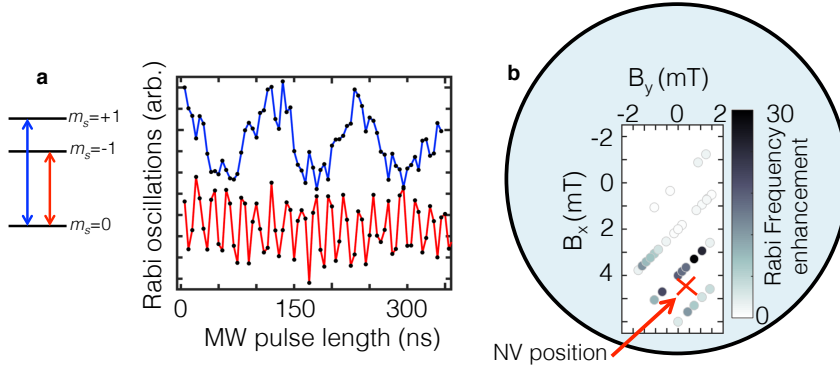 a
m_s=+1
m_s=-1
m_s=0
Rabi oscillations (arb.)
0
150
300
MW pulse length (ns)
b
B_y (mT)
-2
0
2
-2
0
2
4
B_x (mT)
30
0
Rabi Frequency
enhancement
NV position